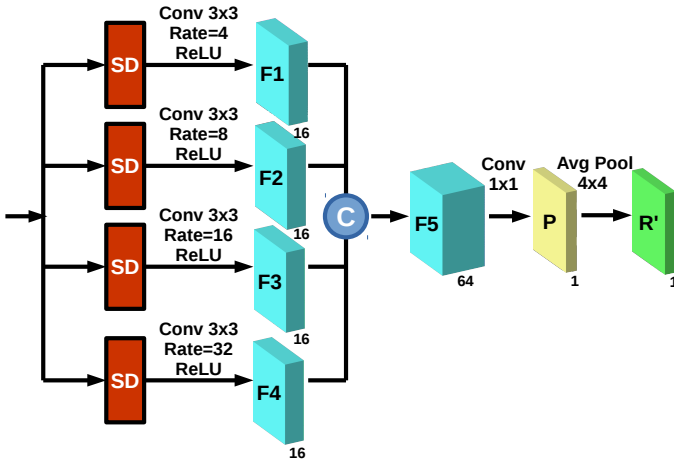 Conv 3x3
Rate=4
ReLU
SD
F1
16
Conv 3x3
Rate=8
ReLU
SD
F2
16
Conv 3x3
Rate=16
ReLU
SD
F3
16
Conv 3x3
Rate=32
ReLU
SD
F4
16
C
F5
64
Conv
1x1
P
1
Avg Pool
4x4
R'
1